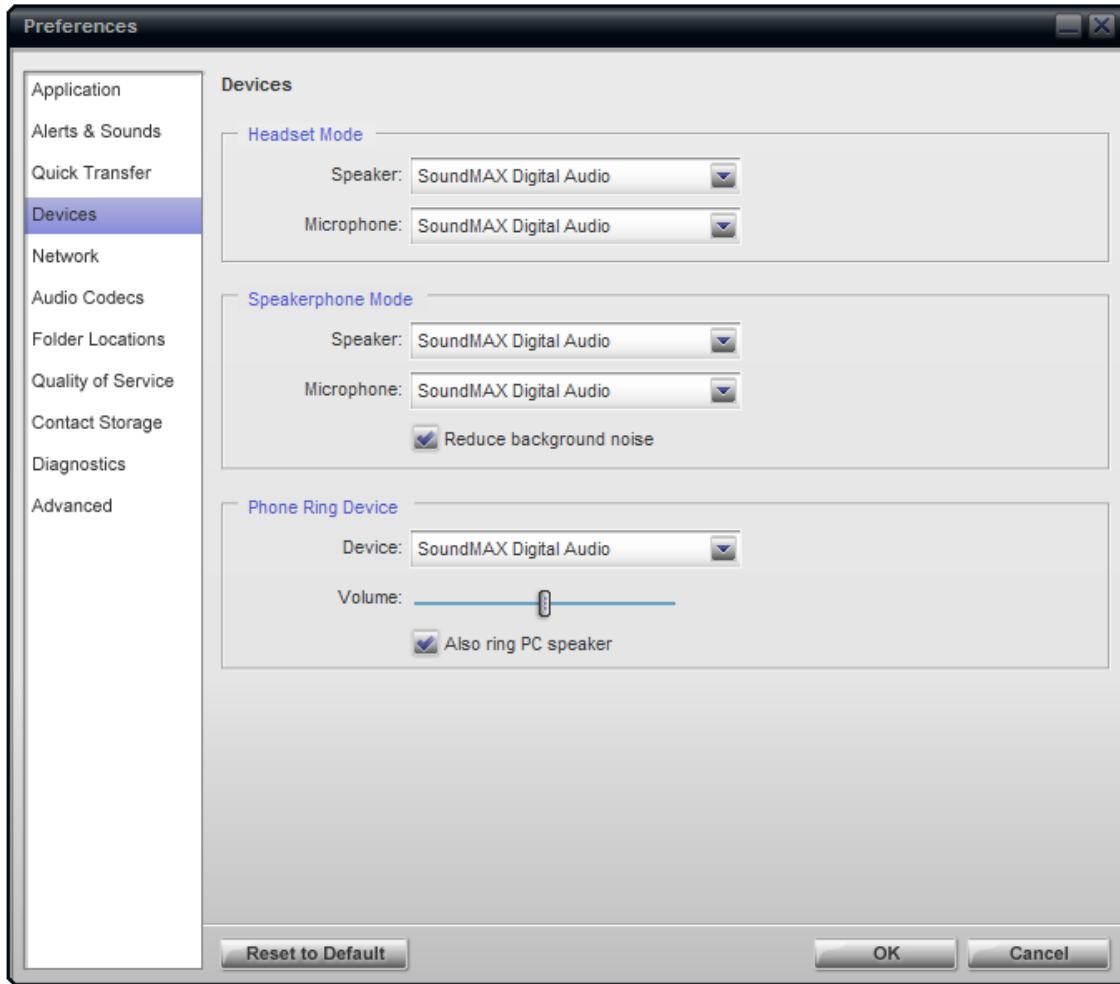 Preferences
Application
Alerts & Sounds
Quick Transfer
Devices
Network
Audio Codecs
Folder Locations
Quality of Service
Contact Storage
Diagnostics
Advanced
Devices
Headset Mode
Speaker: SoundMAX Digital Audio
Microphone: SoundMAX Digital Audio
Speakerphone Mode
Speaker: SoundMAX Digital Audio
Microphone: SoundMAX Digital Audio
Reduce background noise
Phone Ring Device
Device: SoundMAX Digital Audio
Volume:
Also ring PC speaker
Reset to Default OK Cancel